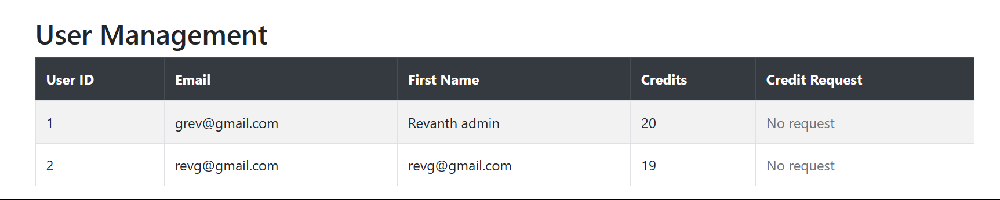 User Management
User ID Email First Name Credits Credit Request
1 grev@gmail.com Revanth admin 20 No request
2 revg@gmail.com revg@gmail.com 19 No request